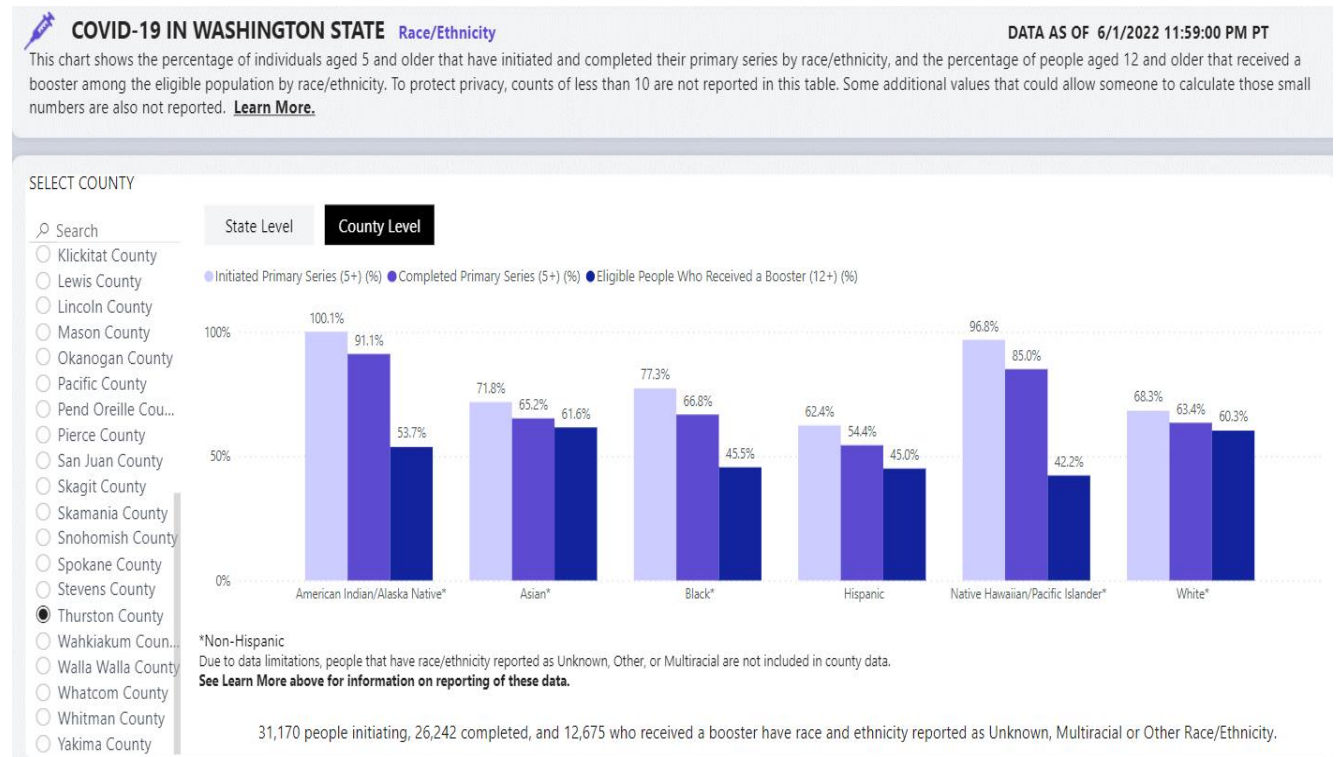 COVID-19 IN WASHINGTON STATE Race/Ethnicity
DATA AS OF 6/1/2022 11:59:00 PM PT
This chart shows the percentage of individuals aged 5 and older that have initiated and completed their primary series by race/ethnicity, and the percentage of people aged 12 and older that received a
booster among the eligible population by race/ethnicity. To protect privacy, counts of less than 10 are not reported in this table. Some additional values that could allow someone to calculate those small
numbers are also not reported. Learn More.
SELECT COUNTY
Search
Klickitat County
Lewis County
Lincoln County
Mason County
Okanogan County
Pacific County
Pend Oreille Cou...
Pierce County
San Juan County
Skagit County
Skamania County
Snohomish County
Spokane County
Stevens County
Thurston County
Wahkiakum Coun...
Walla Walla County
Whatcom County
Whitman County
Yakima County
State Level
County Level
Initiated Primary Series (5+) (%) Completed Primary Series (5+) (%) Eligible People Who Received a Booster (12+) (%)
100%
50%
0%
100.1%
91.1%
53.7%
71.8%
65.2%
61.6%
77.3%
66.8%
45.5%
62.4%
54.4%
45.0%
96.8%
85.0%
42.2%
68.3%
63.4%
60.3%
American Indian/Alaska Native*
Asian*
Black*
Hispanic
Native Hawaiian/Pacific Islander*
White*
*Non-Hispanic
Due to data limitations, people that have race/ethnicity reported as Unknown, Other, or Multiracial are not included in county data.
See Learn More above for information on reporting of these data.
31,170 people initiating, 26,242 completed, and 12,675 who received a booster have race and ethnicity reported as Unknown, Multiracial or Other Race/Ethnicity.